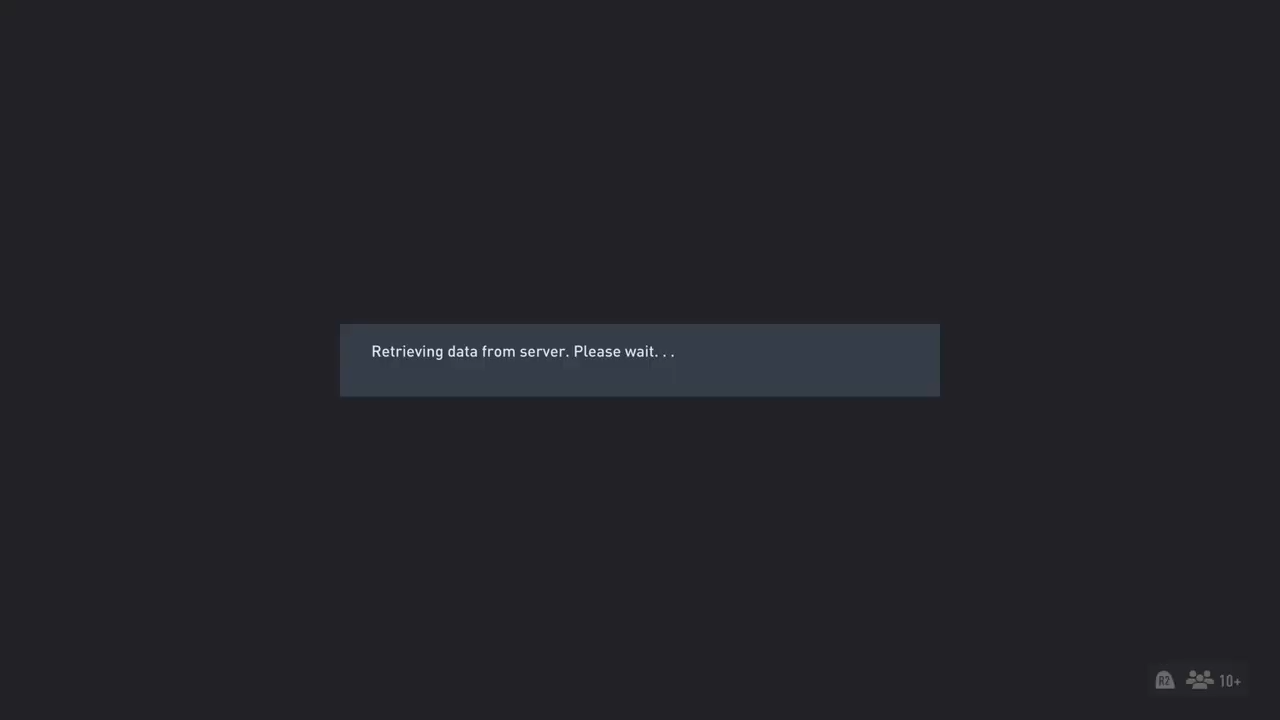 Retrieving data from server. Please wait. . .
R2 10+